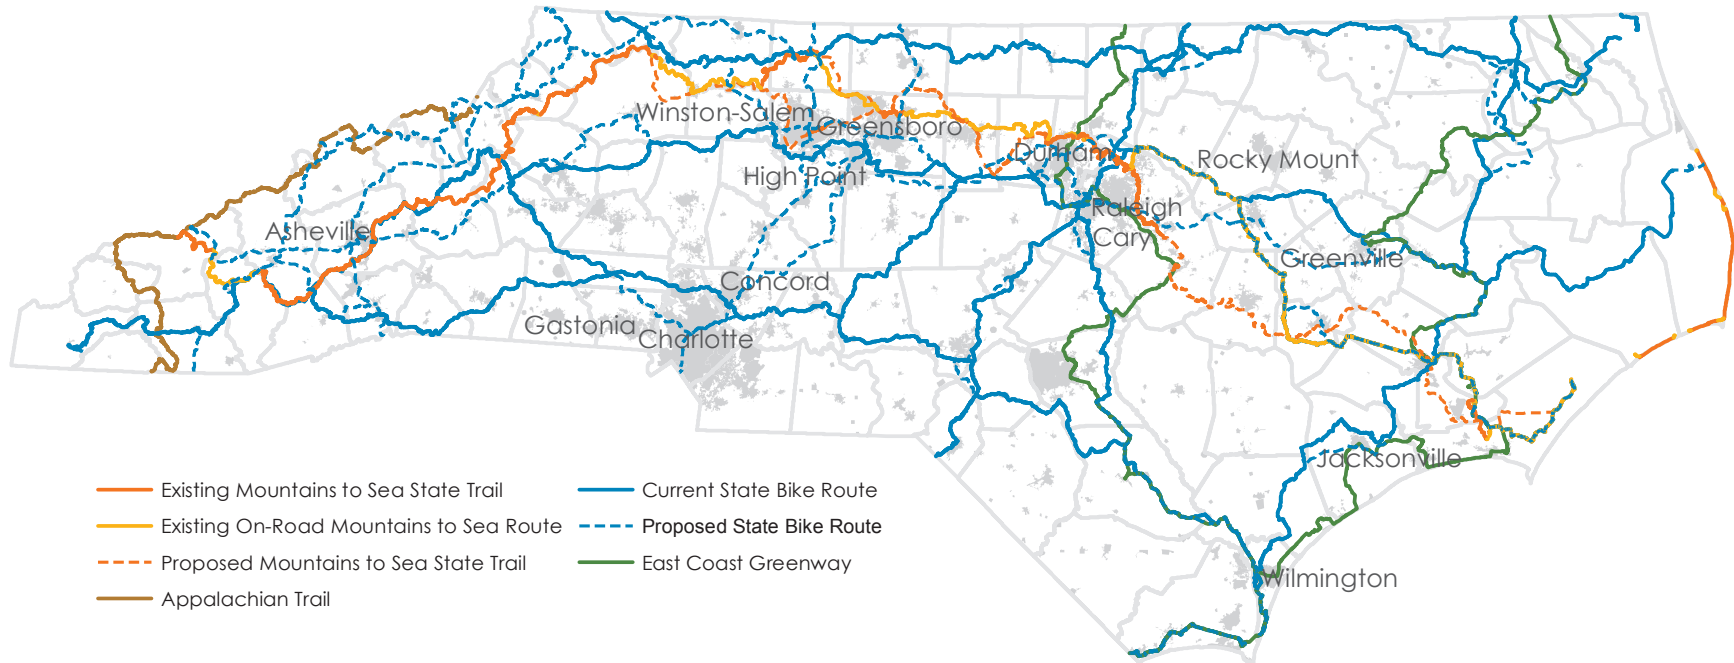 Winston-Salem
Greensboro
Durham
Rocky Mount
High Point
Raleigh
Cary
Asheville
Greenville
Concord
Gastonia
Charlotte
Jacksonville
Wilmington
Existing Mountains to Sea State Trail
Existing On-Road Mountains to Sea Route
Proposed Mountains to Sea State Trail
Appalachian Trail
Current State Bike Route
Proposed State Bike Route
East Coast Greenway